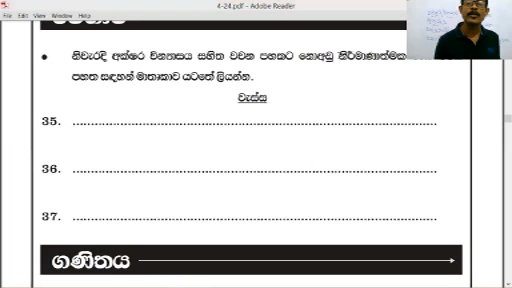 4-24.pdf - Adobe Reader
File Edit View Window Help
• නිවැරදි අක්ෂර වින්‍යාසය සහිත වචන පහකට නොඅඩු නිර්මාණාත්මක
පහත සඳහන් මාතෘකාව යටතේ ලියන්න.
වැස්ස
35. ........................................................................
36. ........................................................................
37. ........................................................................
ගණිතය